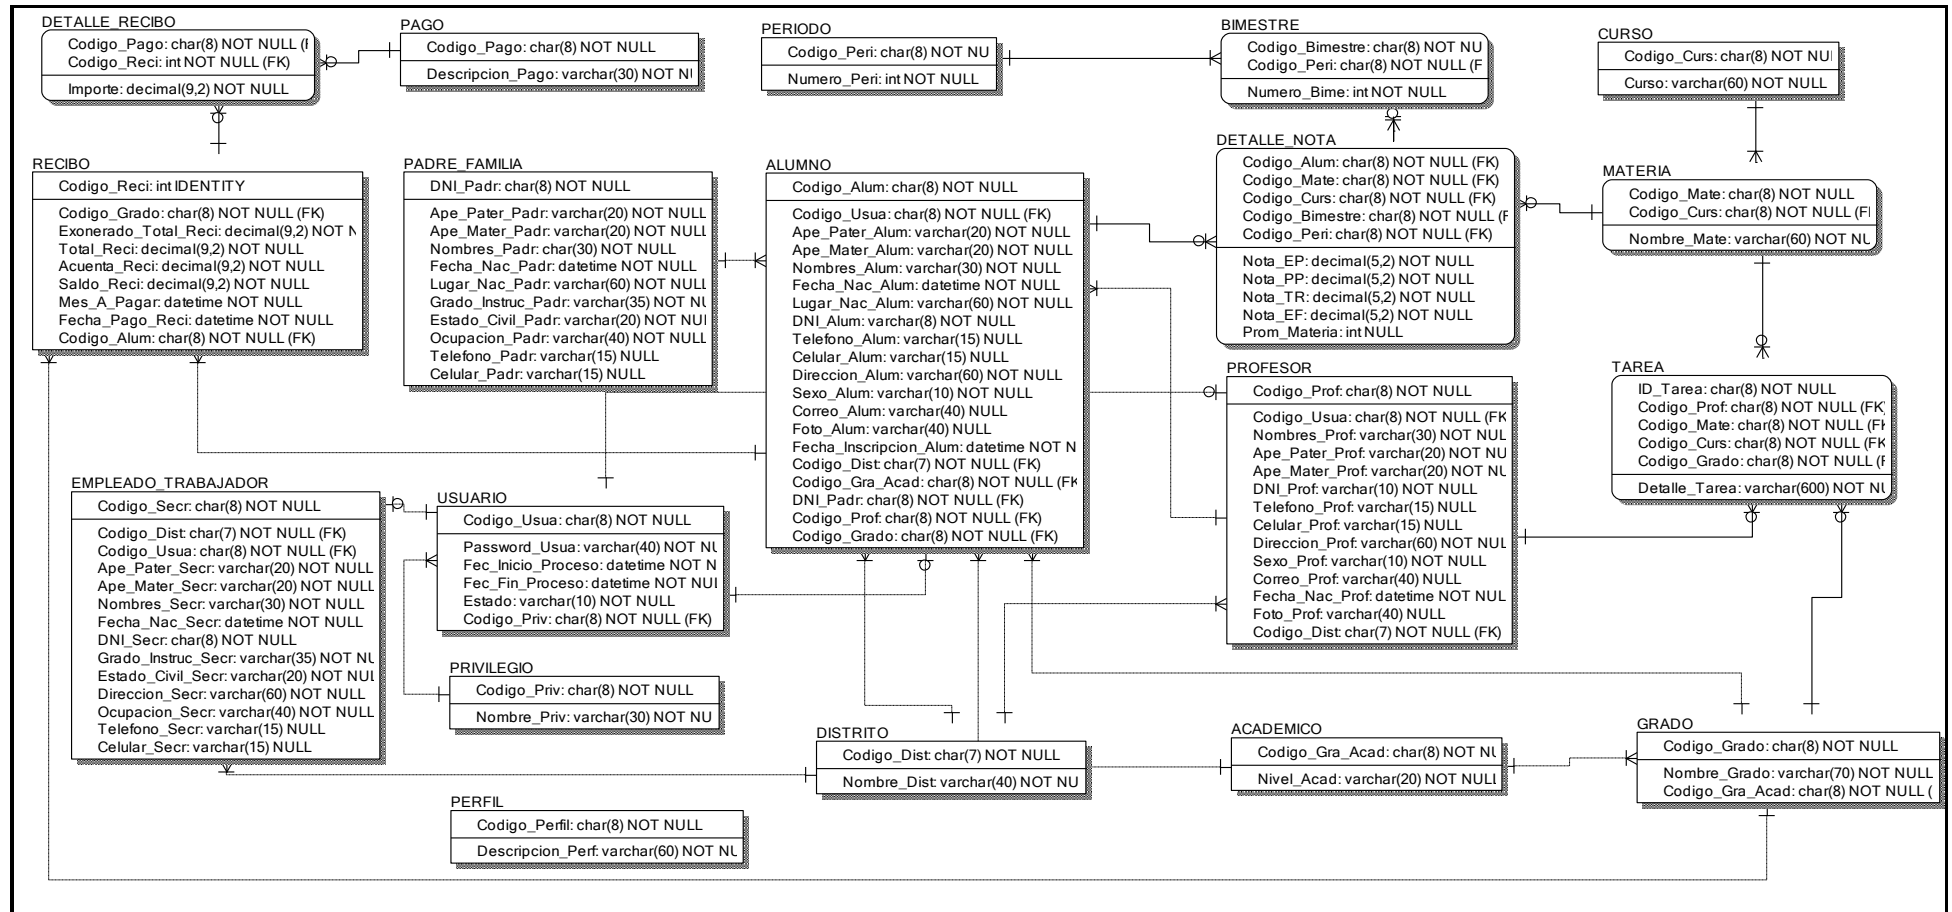 DETALLE_RECIBO
Codigo_Pago: char(8) NOT NULL (F
Codigo_Reci: int NOT NULL (FK)
Importe: decimal(9,2) NOT NULL
PAGO
Codigo_Pago: char(8) NOT NULL
Descripcion_Pago: varchar(30) NOT NU
PERIODO
Codigo_Peri: char(8) NOT NU
Numero_Peri: int NOT NULL
BIMESTRE
Codigo_Bimestre: char(8) NOT NU
Codigo_Peri: char(8) NOT NULL (F
Numero_Bime: int NOT NULL
CURSO
Codigo_Curs: char(8) NOT NUI
Curso: varchar(60) NOT NULL
RECIBO
Codigo_Reci: int IDENTITY
Codigo_Grado: char(8) NOT NULL (FK)
Exonerado_Total_Reci: decimal(9,2) NOT N
Total_Reci: decimal(9,2) NOT NULL
Acuenta_Reci: decimal(9,2) NOT NULL
Saldo_Reci: decimal(9,2) NOT NULL
Mes_A_Pagar: datetime NOT NULL
Fecha_Pago_Reci: datetime NOT NULL
Codigo_Alum: char(8) NOT NULL (FK)
PADRE_FAMILIA
DNI_Padr: char(8) NOT NULL
Ape_Pater_Padr: varchar(20) NOT NULL
Ape_Mater_Padr: varchar(20) NOT NULL
Nombres_Padr: char(30) NOT NULL
Fecha_Nac_Padr: datetime NOT NULL
Lugar_Nac_Padr: varchar(60) NOT NULL
Grado_Instruc_Padr: varchar(35) NOT NU
Estado_Civil_Padr: varchar(20) NOT NUI
Ocupacion_Padr: varchar(40) NOT NULL
Telefono_Padr: varchar(15) NULL
Celular_Padr: varchar(15) NULL
ALUMNO
Codigo_Alum: char(8) NOT NULL
Codigo_Usua: char(8) NOT NULL (FK)
Ape_Pater_Alum: varchar(20) NOT NULL
Ape_Mater_Alum: varchar(20) NOT NULL
Nombres_Alum: varchar(30) NOT NULL
Fecha_Nac_Alum: datetime NOT NULL
Lugar_Nac_Alum: varchar(60) NOT NULL
DNI_Alum: varchar(8) NOT NULL
Telefono_Alum: varchar(15) NULL
Celular_Alum: varchar(15) NULL
Direccion_Alum: varchar(60) NOT NULL
Sexo_Alum: varchar(10) NOT NULL
Correo_Alum: varchar(40) NULL
Foto_Alum: varchar(40) NULL
Fecha_Inscripcion_Alum: datetime NOT N
Codigo_Dist: char(7) NOT NULL (FK)
Codigo_Gra_Acad: char(8) NOT NULL (FK
DNI_Padr: char(8) NOT NULL (FK)
Codigo_Prof: char(8) NOT NULL (FK)
Codigo_Grado: char(8) NOT NULL (FK)
DETALLE_NOTA
Codigo_Alum: char(8) NOT NULL (FK)
Codigo_Mate: char(8) NOT NULL (FK)
Codigo_Curs: char(8) NOT NULL (FK)
Codigo_Bimestre: char(8) NOT NULL (F
Codigo_Peri: char(8) NOT NULL (FK)
Nota_EP: decimal(5,2) NOT NULL
Nota_PP: decimal(5,2) NOT NULL
Nota_TR: decimal(5,2) NOT NULL
Nota_EF: decimal(5,2) NOT NULL
Prom_Materia: int NULL
MATERIA
Codigo_Mate: char(8) NOT NULL
Codigo_Curs: char(8) NOT NULL (FI
Nombre_Mate: varchar(60) NOT NU
PROFESOR
Codigo_Prof: char(8) NOT NULL
Codigo_Usua: char(8) NOT NULL (FK
Nombres_Prof: varchar(30) NOT NUL
Ape_Pater_Prof: varchar(20) NOT NU
Ape_Mater_Prof: varchar(20) NOT NU
DNI_Prof: varchar(10) NOT NULL
Telefono_Prof: varchar(15) NULL
Celular_Prof: varchar(15) NULL
Direccion_Prof: varchar(60) NOT NUL
Sexo_Prof: varchar(10) NOT NULL
Correo_Prof: varchar(40) NULL
Fecha_Nac_Prof: datetime NOT NUL
Foto_Prof: varchar(40) NULL
Codigo_Dist: char(7) NOT NULL (FK)
TAREA
ID_Tarea: char(8) NOT NULL
Codigo_Prof: char(8) NOT NULL (FK
Codigo_Mate: char(8) NOT NULL (FK
Codigo_Curs: char(8) NOT NULL (FK
Codigo_Grado: char(8) NOT NULL (F
Detalle_Tarea: varchar(600) NOT NU
EMPLEADO_TRABAJADOR
Codigo_Secr: char(8) NOT NULL
Codigo_Dist: char(7) NOT NULL (FK)
Codigo_Usua: char(8) NOT NULL (FK)
Ape_Pater_Secr: varchar(20) NOT NULL
Ape_Mater_Secr: varchar(20) NOT NULL
Nombres_Secr: varchar(30) NOT NULL
Fecha_Nac_Secr: datetime NOT NULL
DNI_Secr: char(8) NOT NULL
Grado_Instruc_Secr: varchar(35) NOT NU
Estado_Civil_Secr: varchar(20) NOT NUL
Direccion_Secr: varchar(60) NOT NULL
Ocupacion_Secr: varchar(40) NOT NULL
Telefono_Secr: varchar(15) NULL
Celular_Secr: varchar(15) NULL
USUARIO
Codigo_Usua: char(8) NOT NULL
Password_Usua: varchar(40) NOT NU
Fec_Inicio_Proceso: datetime NOT N
Fec_Fin_Proceso: datetime NOT NUI
Estado: varchar(10) NOT NULL
Codigo_Priv: char(8) NOT NULL (FK)
PRIVILEGIO
Codigo_Priv: char(8) NOT NULL
Nombre_Priv: varchar(30) NOT NU
DISTRITO
Codigo_Dist: char(7) NOT NULL
Nombre_Dist: varchar(40) NOT NU
ACADEMICO
Codigo_Gra_Acad: char(8) NOT NU
Nivel_Acad: varchar(20) NOT NULL
GRADO
Codigo_Grado: char(8) NOT NULL
Nombre_Grado: varchar(70) NOT NULL
Codigo_Gra_Acad: char(8) NOT NULL (
PERFIL
Codigo_Perfil: char(8) NOT NULL
Descripcion_Perf: varchar(60) NOT NU